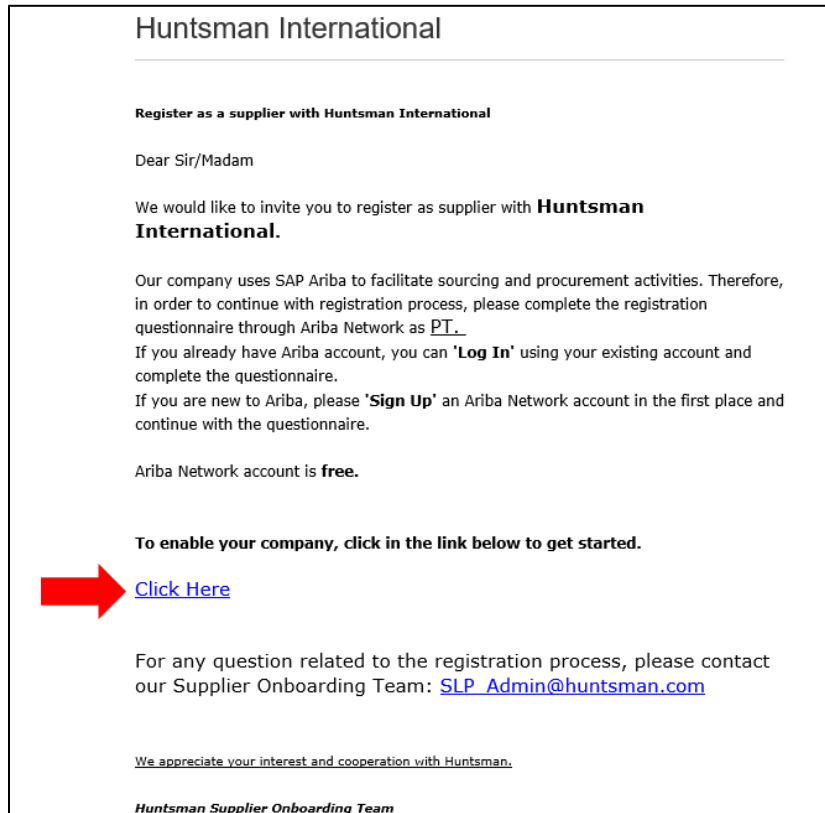 Huntsman International
Register as a supplier with Huntsman International
Dear Sir/Madam
We would like to invite you to register as supplier with Huntsman
International.
Our company uses SAP Ariba to facilitate sourcing and procurement activities. Therefore,
in order to continue with registration process, please complete the registration
questionnaire through Ariba Network as PT.
If you already have Ariba account, you can 'Log In' using your existing account and
complete the questionnaire.
If you are new to Ariba, please 'Sign Up' an Ariba Network account in the first place and
continue with the questionnaire.
Ariba Network account is free.
To enable your company, click in the link below to get started.
Click Here
For any question related to the registration process, please contact
our Supplier Onboarding Team: SLP_Admin@huntsman.com
We appreciate your interest and cooperation with Huntsman.
Huntsman Supplier Onboarding Team